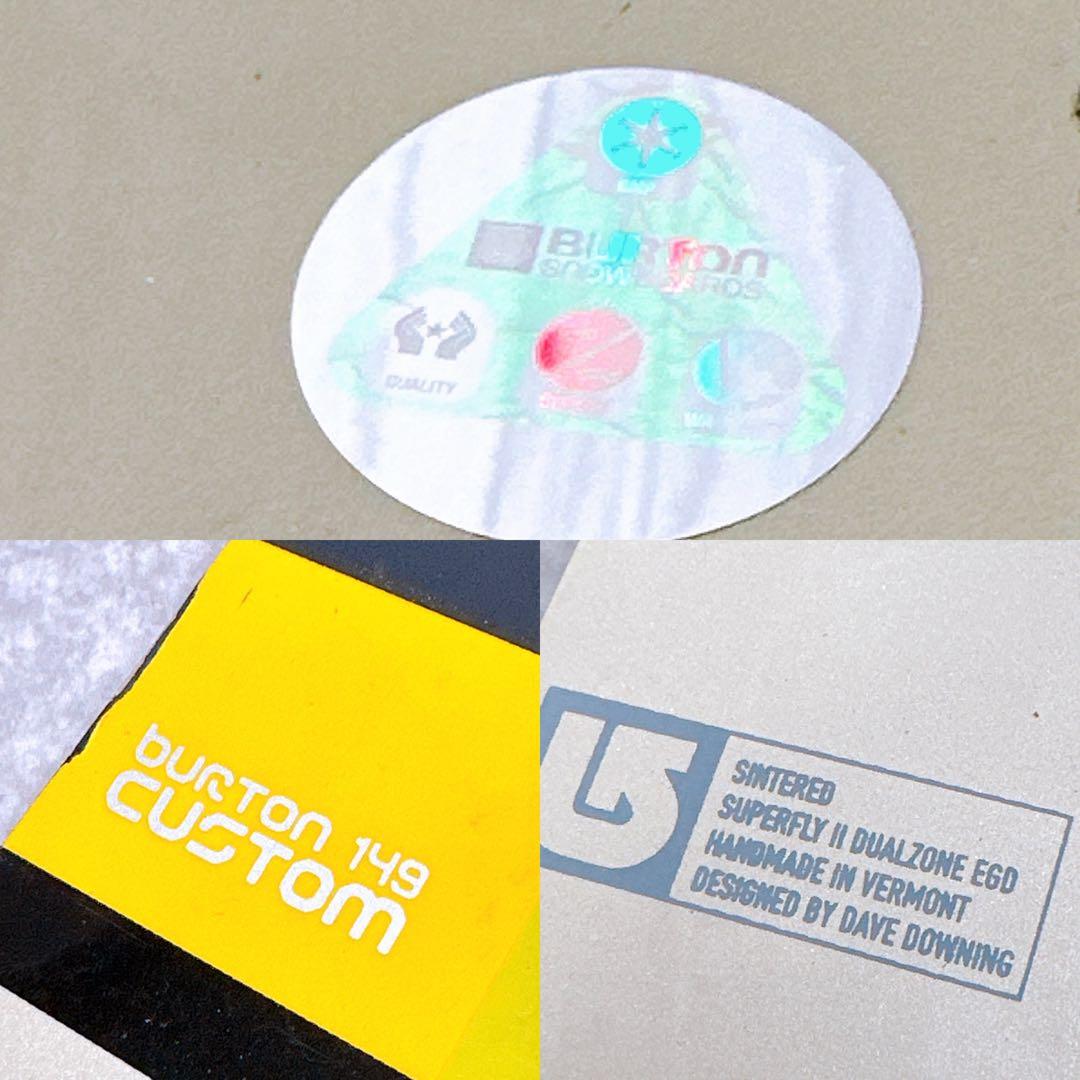 BURTON
SNOWBOARDS
QUALITY
BURTON 149
CUSTOM
SINTERED
SUPERFLY II DUALZONE EGD
HANDMADE IN VERMONT
DESIGNED BY DAVE DOWNING